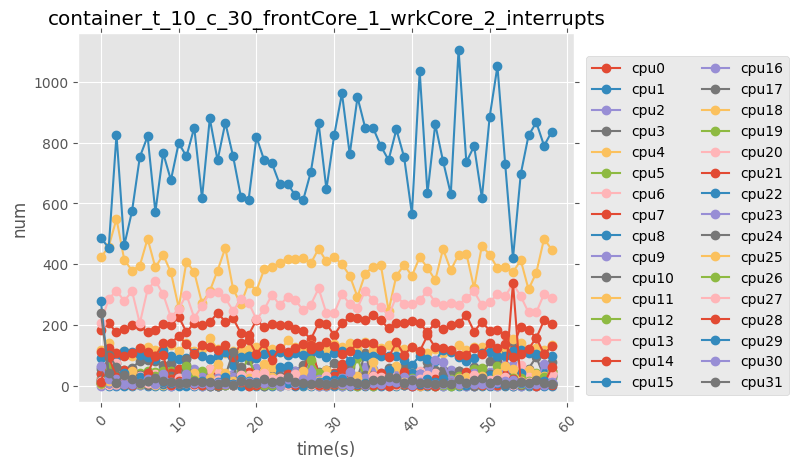 container_t_10_c_30_frontCore_1_wrkCore_2_interrupts
num
1000
800
600
400
200
0
0
10
20
30
40
50
60
time(s)
cpu0
cpu1
cpu2
cpu3
cpu4
cpu5
cpu6
cpu7
cpu8
cpu9
cpu10
cpu11
cpu12
cpu13
cpu14
cpu15
cpu16
cpu17
cpu18
cpu19
cpu20
cpu21
cpu22
cpu23
cpu24
cpu25
cpu26
cpu27
cpu28
cpu29
cpu30
cpu31